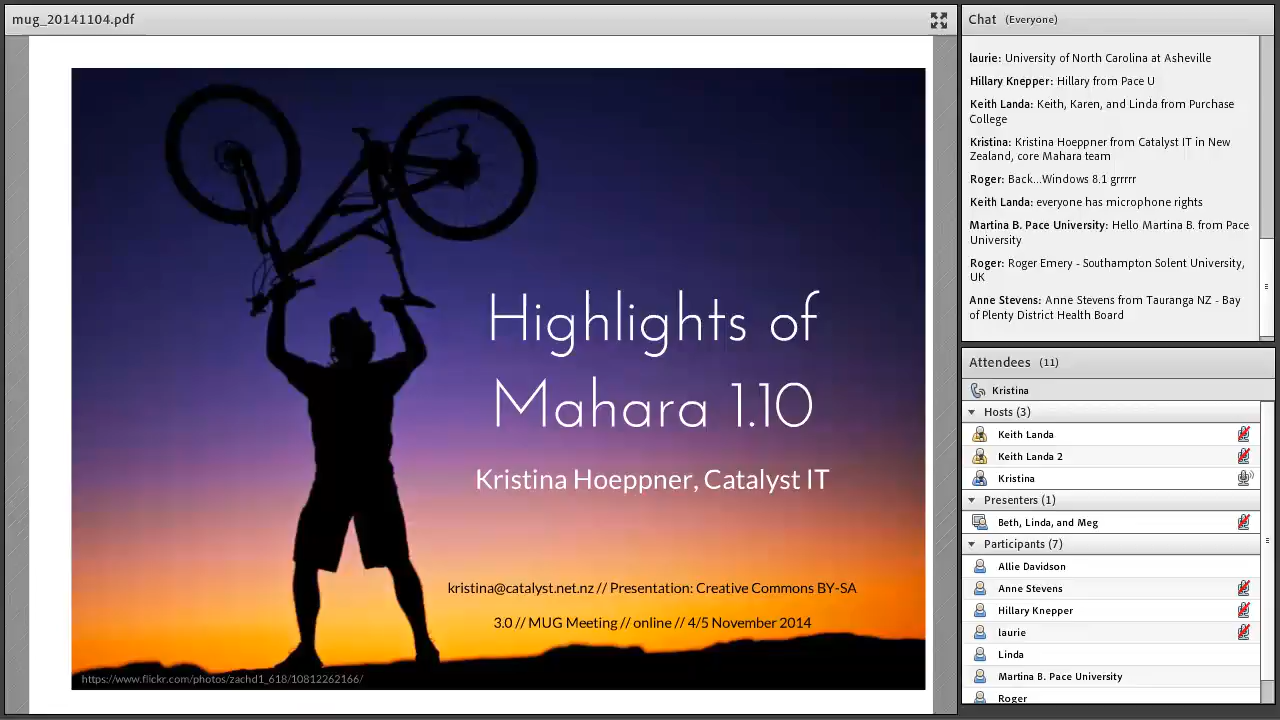 mug_20141104.pdf
Highlights of
Mahara 1.10
Kristina Hoeppner, Catalyst IT
kristina@catalyst.net.nz // Presentation: Creative Commons BY-SA
3.0 // MUG Meeting // online // 4/5 November 2014
https://www.flickr.com/photos/zachd1_618/10812262166/
Chat (Everyone)
laurie: University of North Carolina at Asheville
Hillary Knepper: Hillary from Pace U
Keith Landa: Keith, Karen, and Linda from Purchase
College
Kristina: Kristina Hoeppner from Catalyst IT in New
Zealand, core Mahara team
Roger: Back...Windows 8.1 grrrrr
Keith Landa: everyone has microphone rights
Martina B. Pace University: Hello Martina B. from Pace
University
Roger: Roger Emery - Southampton Solent University,
UK
Anne Stevens: Anne Stevens from Tauranga NZ - Bay
of Plenty District Health Board
Attendees (11)
Kristina
Hosts (3)
Keith Landa
Keith Landa 2
Kristina
Presenters (1)
Beth, Linda, and Meg
Participants (7)
Allie Davidson
Anne Stevens
Hillary Knepper
laurie
Linda
Martina B. Pace University
Roger